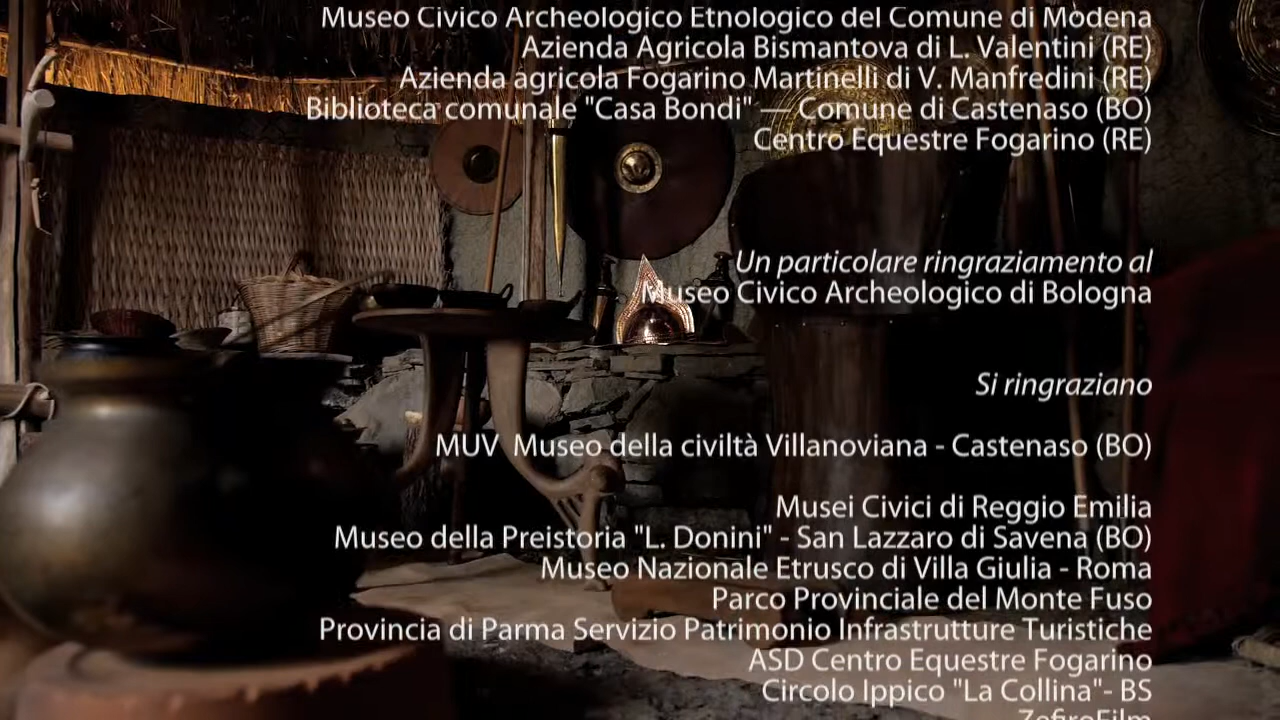 Museo Civico Archeologico Etnologico del Comune di Modena
Azienda Agricola Bismantova di L. Valentini (RE)
Azienda agricola Fogarino Martinelli di V. Manfredini (RE)
Biblioteca comunale "Casa Bondi" — Comune di Castenaso (BO)
Centro Equestre Fogarino (RE)
Un particolare ringraziamento al
Museo Civico Archeologico di Bologna
Si ringraziano
MUV Museo della civiltà Villanoviana - Castenaso (BO)
Musei Civici di Reggio Emilia
Museo della Preistoria "L. Donini" - San Lazzaro di Savena (BO)
Museo Nazionale Etrusco di Villa Giulia - Roma
Parco Provinciale del Monte Fuso
Provincia di Parma Servizio Patrimonio Infrastrutture Turistiche
ASD Centro Equestre Fogarino
Circolo Ippico "La Collina"- BS
ZefiroFilm